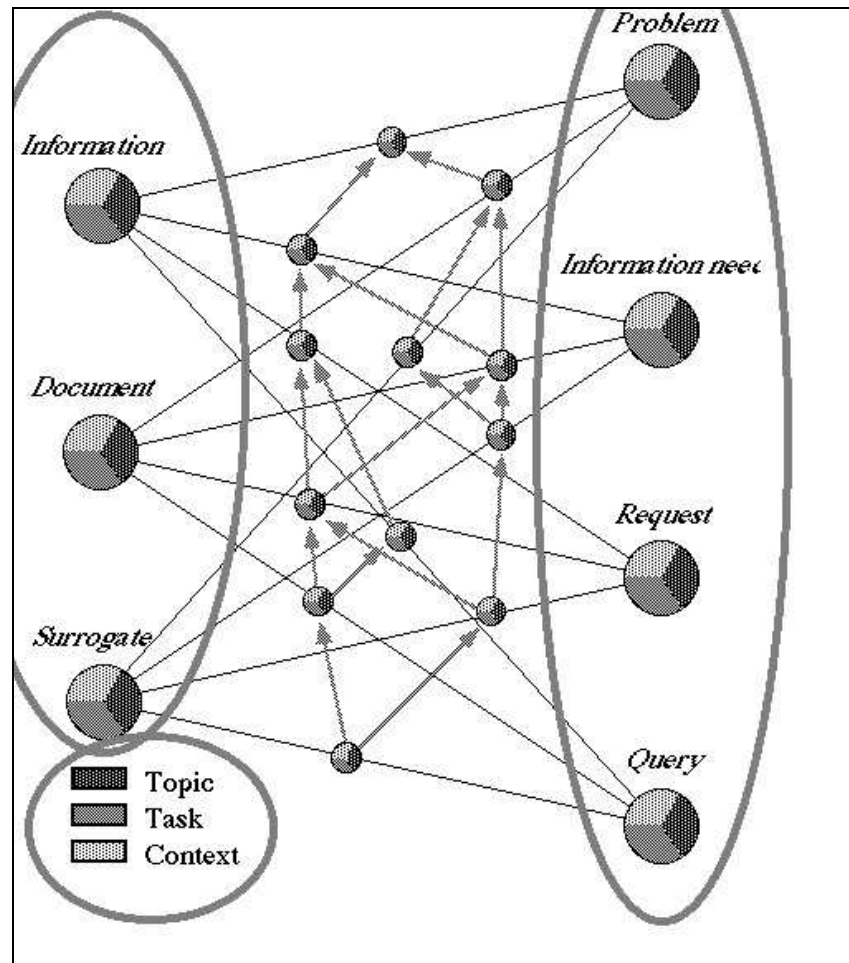 Problem
Information
Information need
Document
Request
Surrogate
Query
Topic
Task
Context